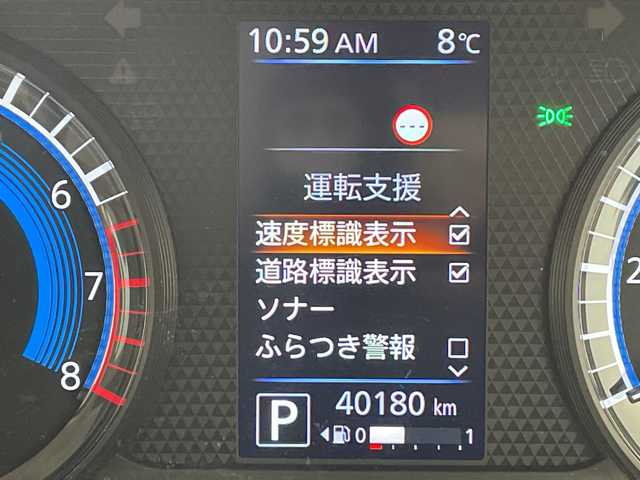 10:59 AM 8℃
---
運転支援
速度標識表示
道路標識表示
ソナー
ふらつき警報
P 40180 km
0 1
6
7
8
2